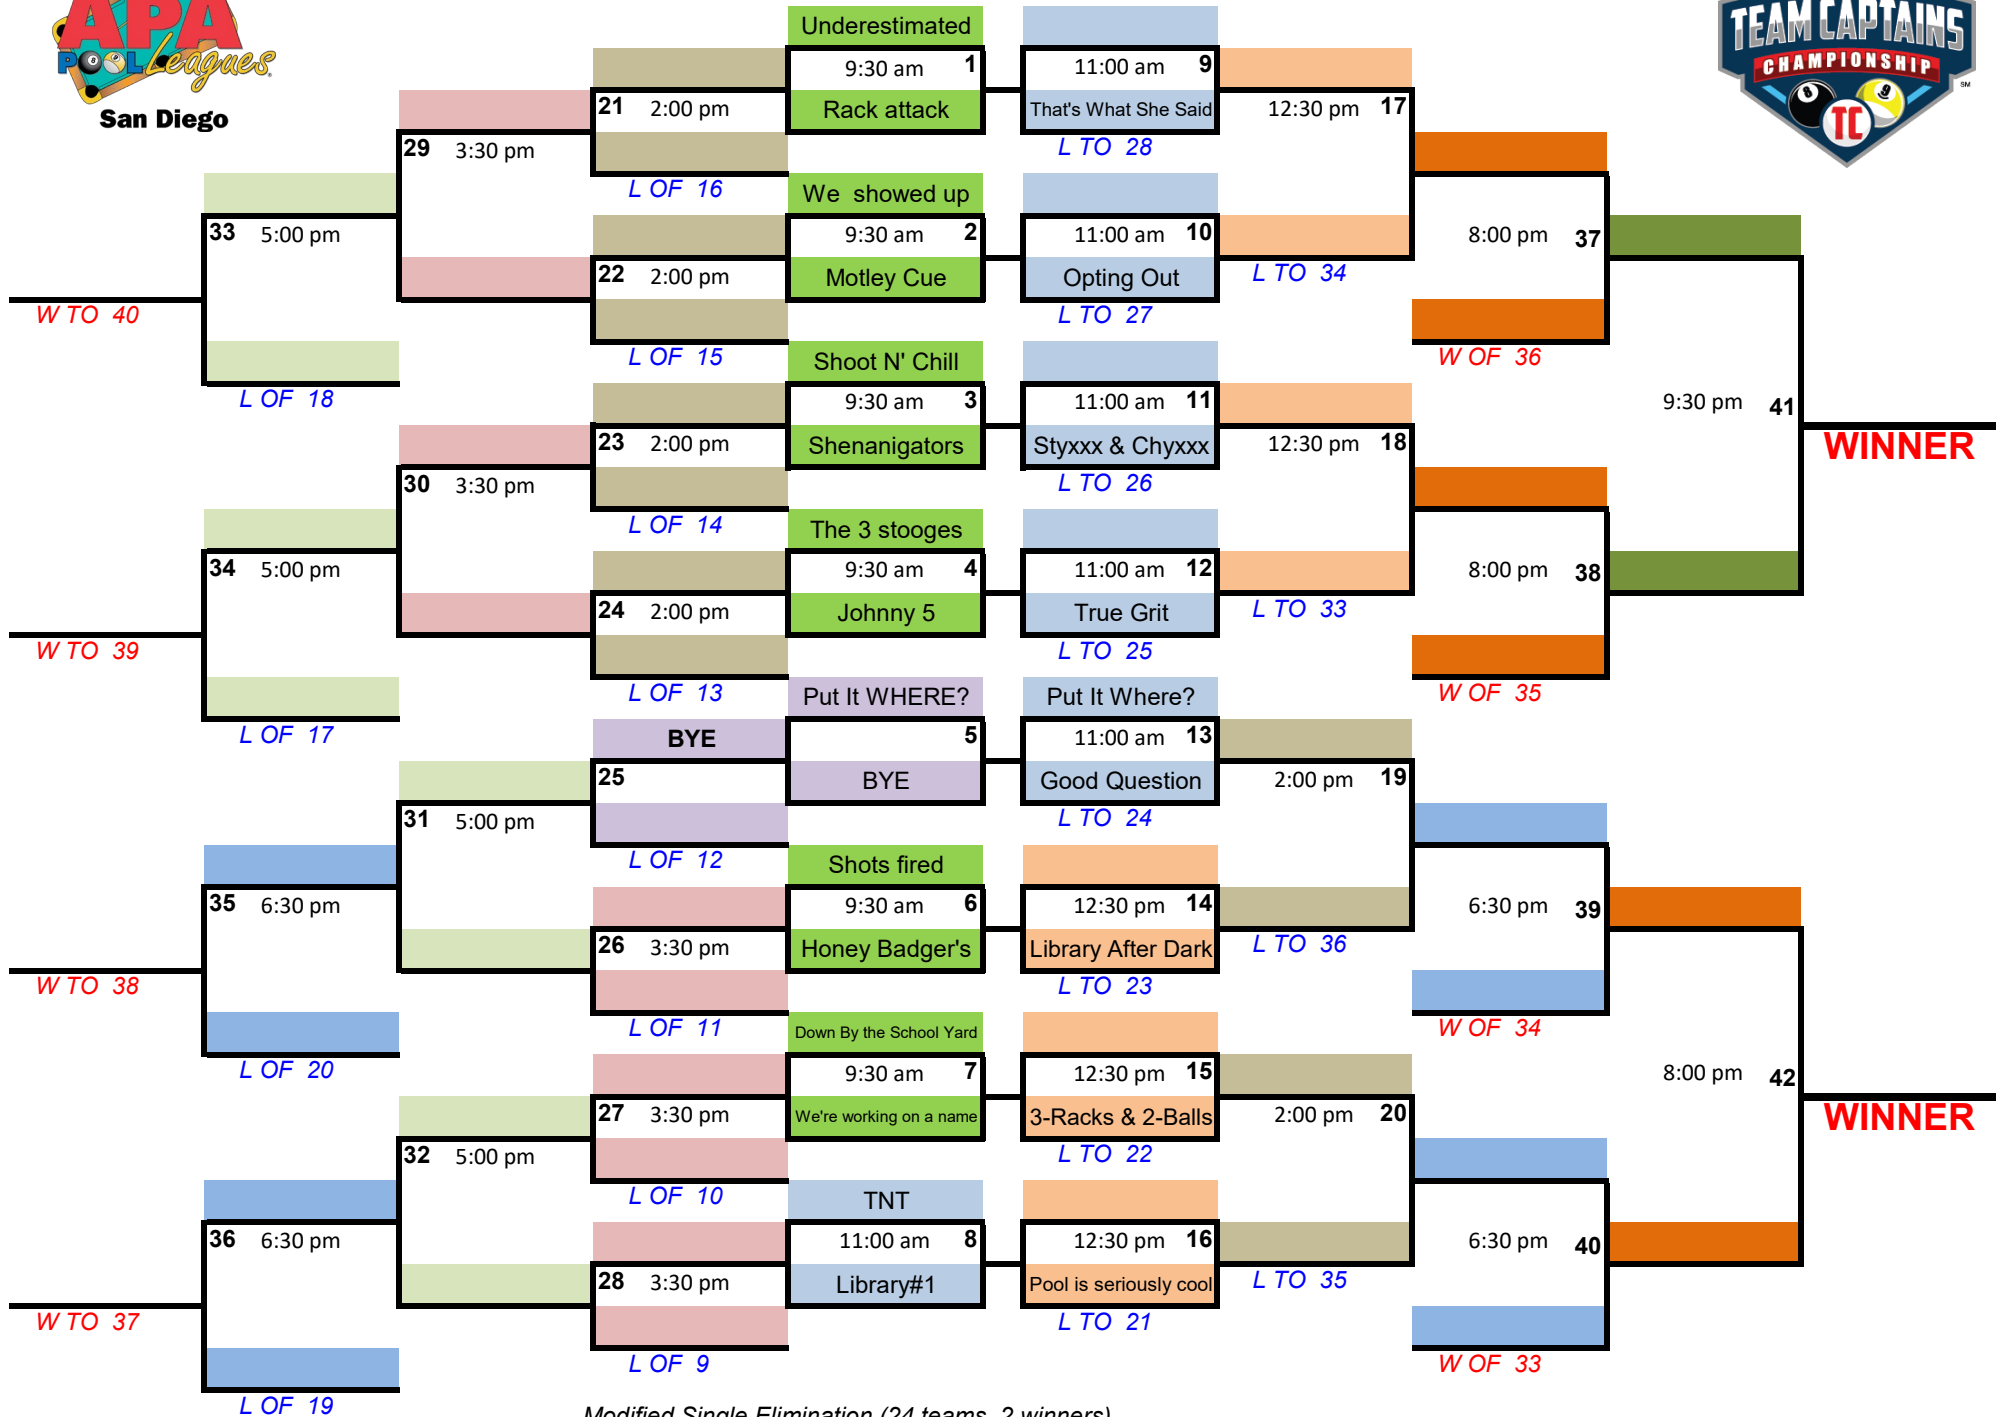 APA
POOL Leagues
San Diego
TEAM CAPTAINS
CHAMPIONSHIP
SM
TC
Underestimated
9:30 am 1
Rack attack
We  showed up
9:30 am 2
Motley Cue
Shoot N' Chill
9:30 am 3
Shenanigators
The 3 stooges
9:30 am 4
Johnny 5
Put It WHERE?
5
BYE
Shots fired
9:30 am 6
Honey Badger's
Down By the School Yard
9:30 am 7
We're working on a name
TNT
11:00 am 8
Library#1
11:00 am 9
That's What She Said
L TO 28
11:00 am 10
Opting Out
L TO 27
11:00 am 11
Styxxx & Chyxxx
L TO 26
11:00 am 12
True Grit
L TO 25
Put It Where?
11:00 am 13
Good Question
L TO 24
12:30 pm 14
Library After Dark
L TO 23
12:30 pm 15
3-Racks & 2-Balls
L TO 22
12:30 pm 16
Pool is seriously cool
L TO 21
12:30 pm 17
L TO 34
12:30 pm 18
L TO 33
2:00 pm 19
L TO 36
2:00 pm 20
L TO 35
8:00 pm 37
W OF 36
8:00 pm 38
W OF 35
6:30 pm 39
W OF 34
6:30 pm 40
W OF 33
9:30 pm 41
WINNER
8:00 pm 42
WINNER
21 2:00 pm
L OF 16
22 2:00 pm
L OF 15
23 2:00 pm
L OF 14
24 2:00 pm
L OF 13
BYE
25
L OF 12
26 3:30 pm
L OF 11
27 3:30 pm
L OF 10
28 3:30 pm
L OF 9
29 3:30 pm
30 3:30 pm
31 5:00 pm
32 5:00 pm
33 5:00 pm
L OF 18
34 5:00 pm
L OF 17
35 6:30 pm
L OF 20
36 6:30 pm
L OF 19
W TO 40
W TO 39
W TO 38
W TO 37
Modified Single Elimination (24 teams, 2 winners)